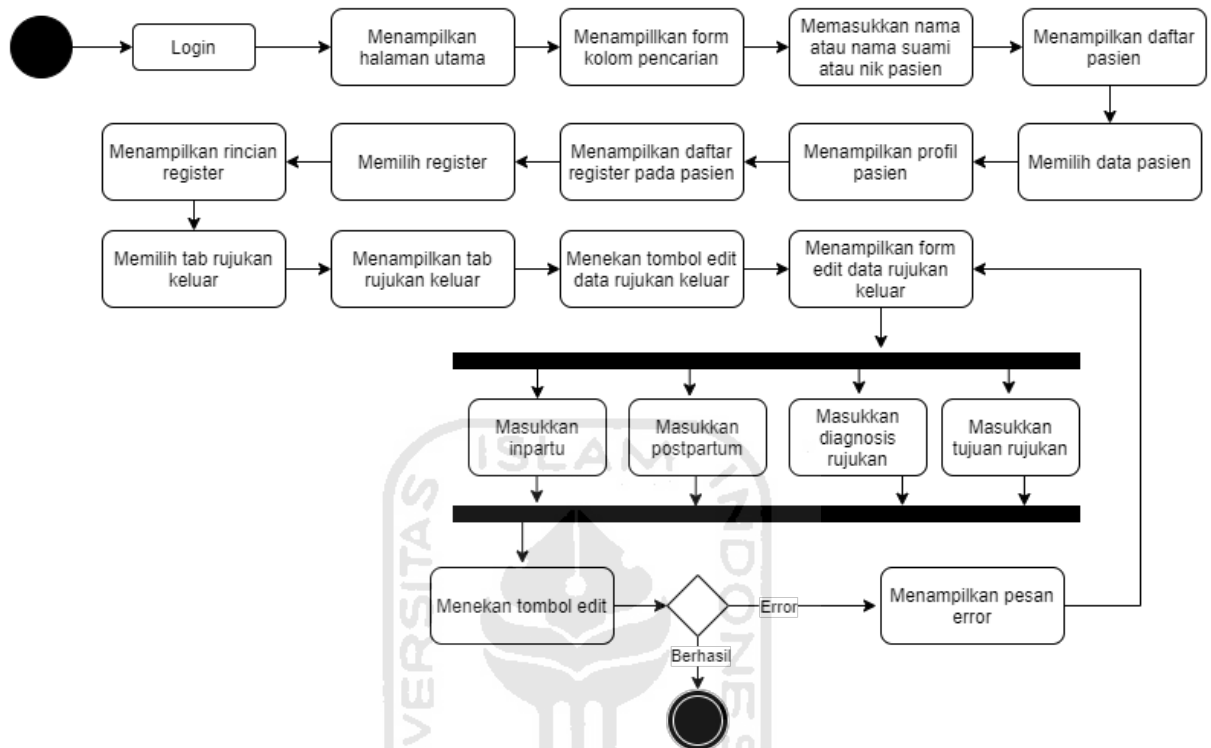 Login
Menampilkan
halaman utama
Menampillkan form
kolom pencarian
Memasukkan nama
atau nama suami
atau nik pasien
Menampilkan daftar
pasien
Memilih data pasien
Menampilkan profil
pasien
Menampilkan daftar
register pada pasien
Memilih register
Menampilkan rincian
register
Memilih tab rujukan
keluar
Menampilkan tab
rujukan keluar
Menekan tombol edit
data rujukan keluar
Menampilkan form
edit data rujukan
keluar
Masukkan
inpartu
Masukkan
postpartum
Masukkan
diagnosis
rujukan
Masukkan
tujuan rujukan
Menekan tombol edit
Error
Menampilkan pesan
error
Berhasil
ISLAM